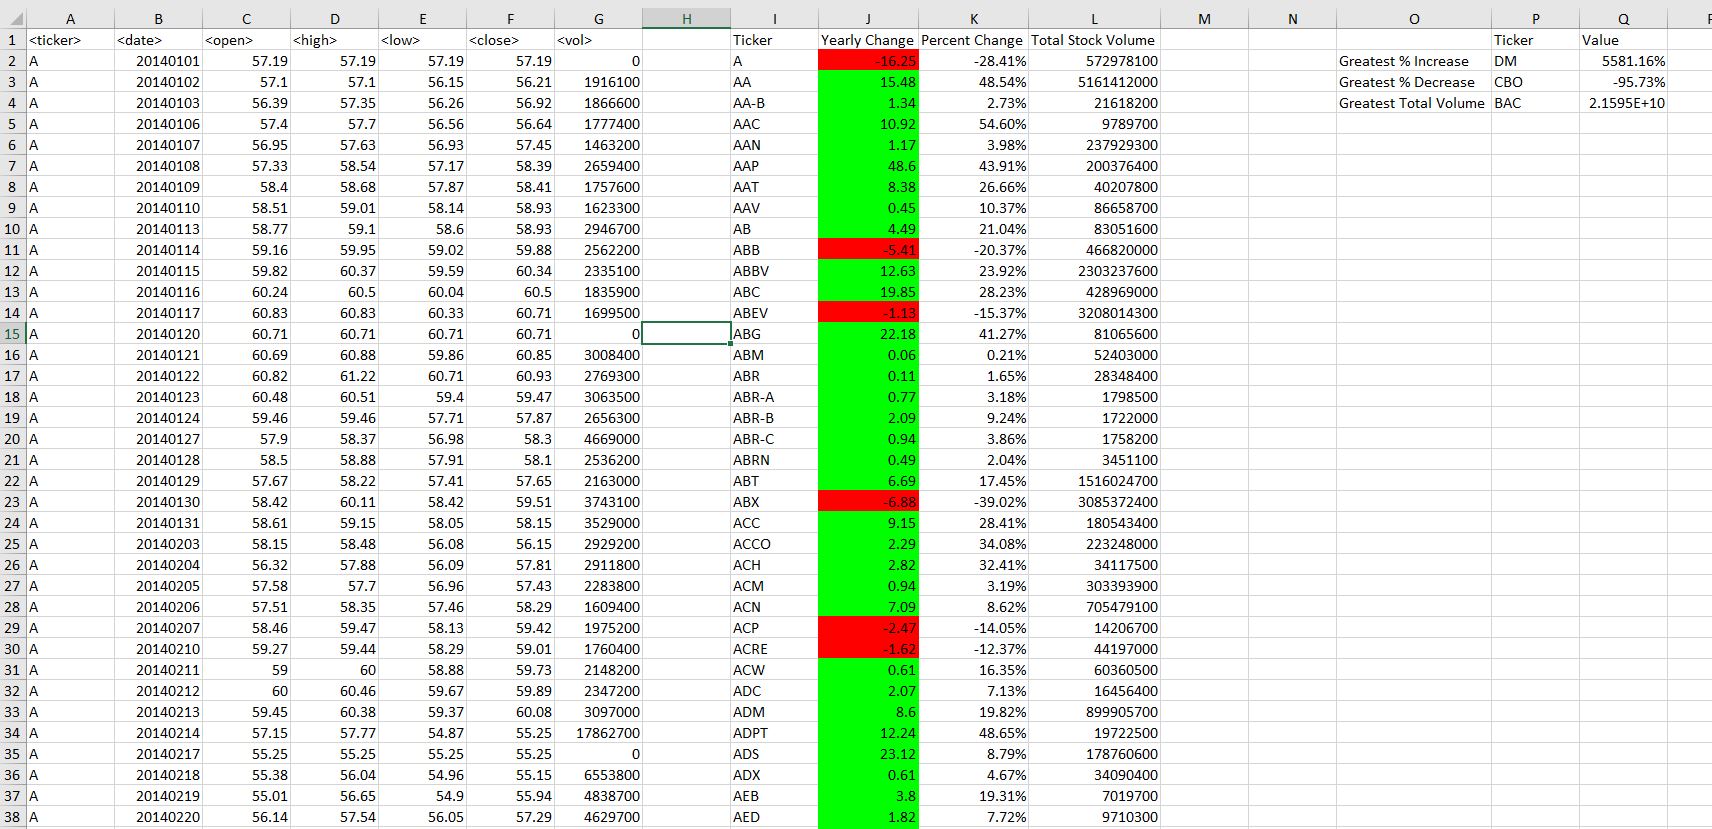 A B C D E F G H I J K L M N O P Q
1 <ticker> <date> <open> <high> <low> <close> <vol> Ticker Yearly Change Percent Change Total Stock Volume Ticker Value
2 A 20140101 57.19 57.19 57.19 57.19 0 A -16.25 -28.41% 572978100 Greatest % Increase DM 5581.16%
3 A 20140102 57.1 57.1 56.15 56.21 1916100 AA 15.48 48.54% 5161412000 Greatest % Decrease CBO -95.73%
4 A 20140103 56.39 57.35 56.26 56.92 1866600 AA-B 1.34 2.73% 21618200 Greatest Total Volume BAC 2.1595E+10
5 A 20140106 57.4 57.7 56.56 56.64 1777400 AAC 10.92 54.60% 9789700
6 A 20140107 56.95 57.63 56.93 57.45 1463200 AAN 1.17 3.98% 237929300
7 A 20140108 57.33 58.54 57.17 58.39 2659400 AAP 48.6 43.91% 200376400
8 A 20140109 58.4 58.68 57.87 58.41 1757600 AAT 8.38 26.66% 40207800
9 A 20140110 58.51 59.01 58.14 58.93 1623300 AAV 0.45 10.37% 86658700
10 A 20140113 58.77 59.1 58.6 58.93 2946700 AB 4.49 21.04% 83051600
11 A 20140114 59.16 59.95 59.02 59.88 2562200 ABB -5.41 -20.37% 466820000
12 A 20140115 59.82 60.37 59.59 60.34 2335100 ABBV 12.63 23.92% 2303237600
13 A 20140116 60.24 60.5 60.04 60.5 1835900 ABC 19.85 28.23% 428969000
14 A 20140117 60.83 60.83 60.33 60.71 1699500 ABEV -1.13 -15.37% 3208014300
15 A 20140120 60.71 60.71 60.71 60.71 0 ABG 22.18 41.27% 81065600
16 A 20140121 60.69 60.88 59.86 60.85 3008400 ABM 0.06 0.21% 52403000
17 A 20140122 60.82 61.22 60.71 60.93 2769300 ABR 0.11 1.65% 28348400
18 A 20140123 60.48 60.51 59.4 59.47 3063500 ABR-A 0.77 3.18% 1798500
19 A 20140124 59.46 59.46 57.71 57.87 2656300 ABR-B 2.09 9.24% 1722000
20 A 20140127 57.9 58.37 56.98 58.3 4669000 ABR-C 0.94 3.86% 1758200
21 A 20140128 58.5 58.88 57.91 58.1 2536200 ABRN 0.49 2.04% 3451100
22 A 20140129 57.67 58.22 57.41 57.65 2163000 ABT 6.69 17.45% 1516024700
23 A 20140130 58.42 60.11 58.42 59.51 3743100 ABX -6.88 -39.02% 3085372400
24 A 20140131 58.61 59.15 58.05 58.15 3529000 ACC 9.15 28.41% 180543400
25 A 20140203 58.15 58.48 56.08 56.15 2929200 ACCO 2.29 34.08% 223248000
26 A 20140204 56.32 57.88 56.09 57.81 2911800 ACH 2.82 32.41% 34117500
27 A 20140205 57.58 57.7 56.96 57.43 2283800 ACM 0.94 3.19% 303393900
28 A 20140206 57.51 58.35 57.46 58.29 1609400 ACN 7.09 8.62% 705479100
29 A 20140207 58.46 59.47 58.13 59.42 1975200 ACP -2.47 -14.05% 14206700
30 A 20140210 59.27 59.44 58.29 59.01 1760400 ACRE -1.62 -12.37% 44197000
31 A 20140211 59 60 58.88 59.73 2148200 ACW 0.61 16.35% 60360500
32 A 20140212 60 60.46 59.67 59.89 2347200 ADC 2.07 7.13% 16456400
33 A 20140213 59.45 60.38 59.37 60.08 3097000 ADM 8.6 19.82% 899905700
34 A 20140214 57.15 57.77 54.87 55.25 17862700 ADPT 12.24 48.65% 19722500
35 A 20140217 55.25 55.25 55.25 55.25 0 ADS 23.12 8.79% 178760600
36 A 20140218 55.38 56.04 54.96 55.15 6553800 ADX 0.61 4.67% 34090400
37 A 20140219 55.01 56.65 54.9 55.94 4838700 AEB 3.8 19.31% 7019700
38 A 20140220 56.14 57.54 56.05 57.29 4629700 AED 1.82 7.72% 9710300